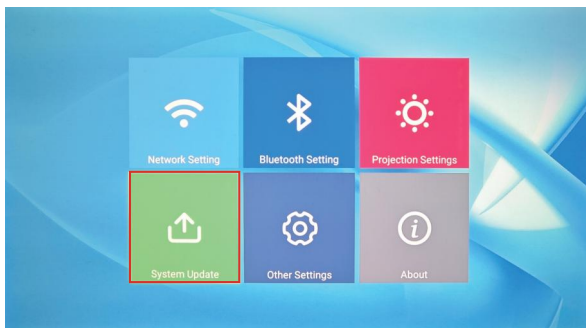 Network Setting
Bluetooth Setting
Projection Settings
System Update
Other Settings
About